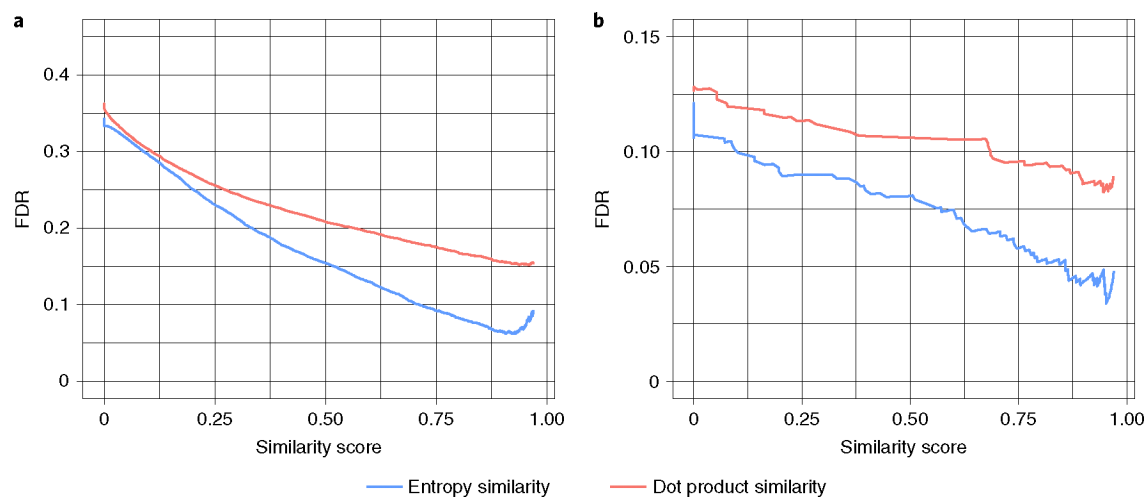 a
b
0.4
0.3
0.2
0.1
0
FDR
0 0.25 0.50 0.75 1.00
Similarity score
0.15
0.10
0.05
0
FDR
0 0.25 0.50 0.75 1.00
Similarity score
Entropy similarity Dot product similarity